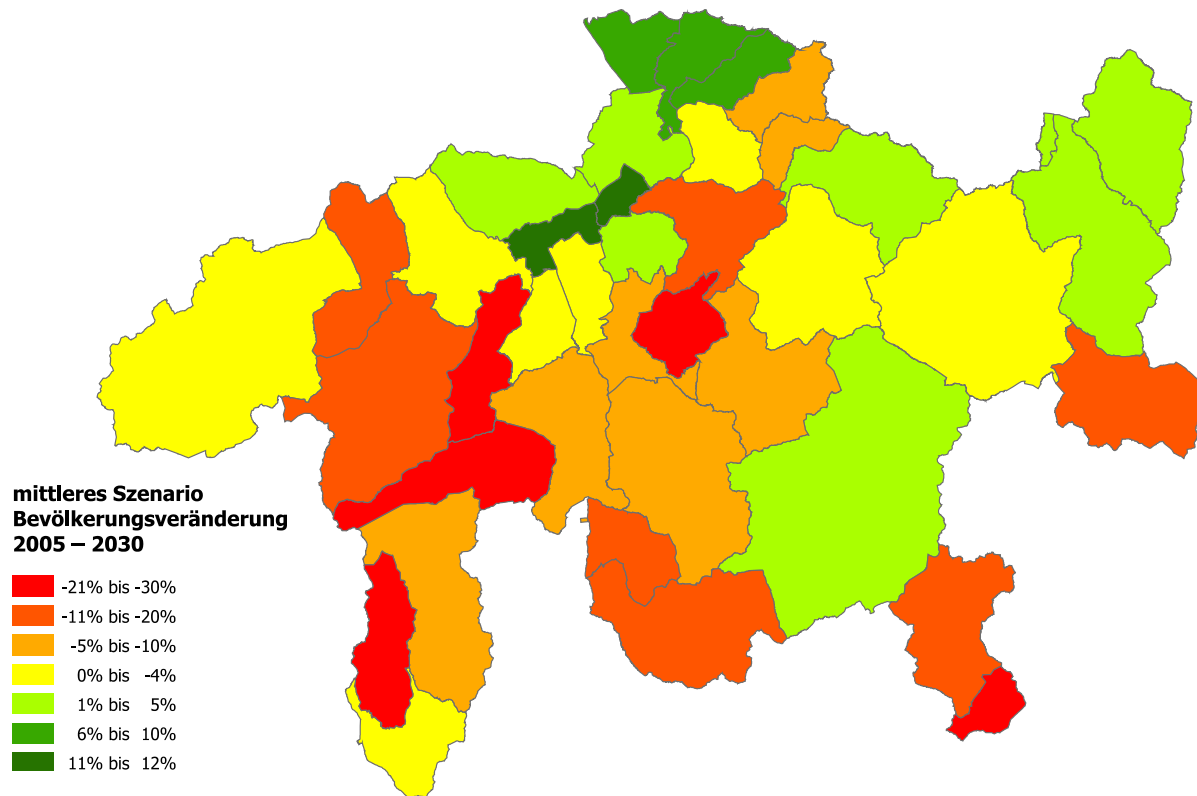 mittleres Szenario
Bevölkerungsveränderung
2005 – 2030
-21% bis -30%
-11% bis -20%
-5% bis -10%
0% bis -4%
1% bis 5%
6% bis 10%
11% bis 12%